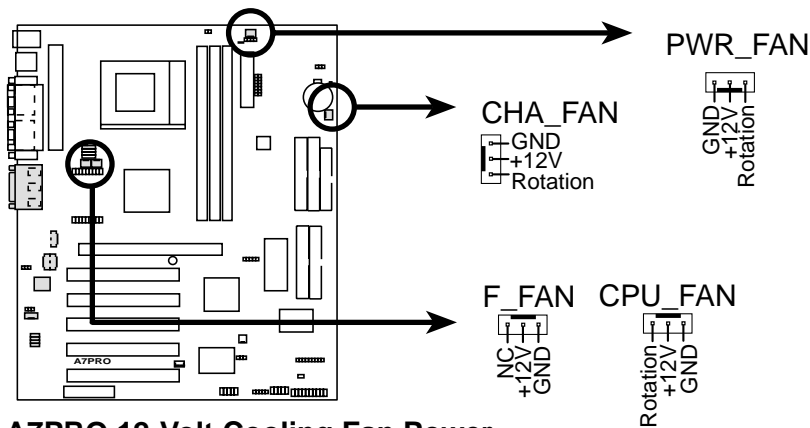 PWR_FAN
GND
+12V
Rotation
CHA_FAN
GND
+12V
Rotation
F_FAN
NC
+12V
GND
CPU_FAN
Rotation
+12V
GND
A7PRO
A7PRO 12-Volt Cooling Fan Power